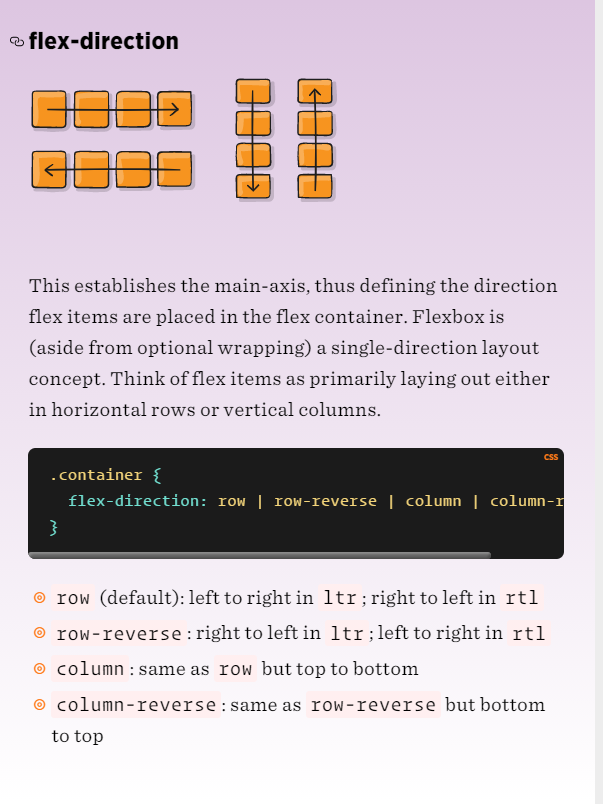 flex-direction
This establishes the main-axis, thus defining the direction
flex items are placed in the flex container. Flexbox is
(aside from optional wrapping) a single-direction layout
concept. Think of flex items as primarily laying out either
in horizontal rows or vertical columns.
CSS
.container {
  flex-direction: row | row-reverse | column | column-r
}
row (default): left to right in ltr; right to left in rtl
row-reverse: right to left in ltr; left to right in rtl
column: same as row but top to bottom
column-reverse: same as row-reverse but bottom
to top